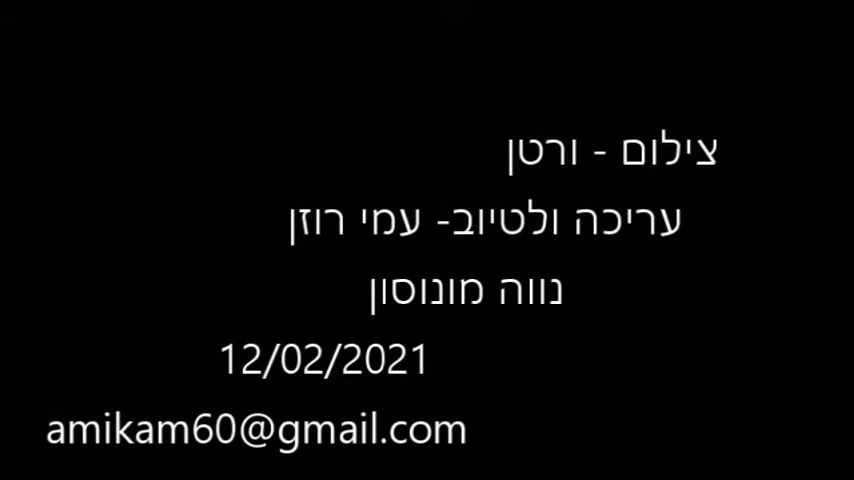 צילום - ורטן
עריכה ולטיוב- עמי רוזן
נווה מונוסון
12/02/2021
amikam60@gmail.com